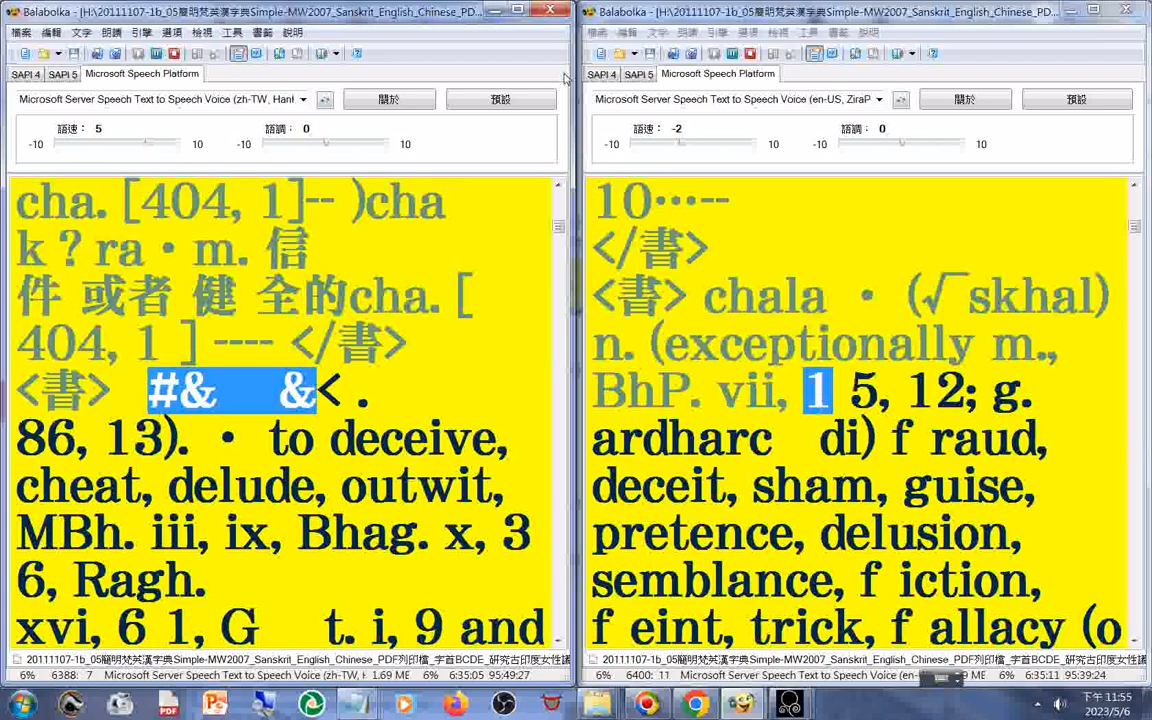 Balabolka - [H:\20111107-1b_05簡明梵英漢字典Simple-MW2007_Sanskrit_English_Chinese_PD...
檔案 編輯 文字 朗讀 引擎 選項 檢視 工具 書籤 說明
SAPI 4 SAPI 5 Microsoft Speech Platform
Microsoft Server Speech Text to Speech Voice (zh-TW, Hanl
關於 預設
語速： 5 語調： 0
-10 10 -10 10
cha. [404, 1]-- )cha
k ? ra • m. 信
件 或者 健 全的cha. [
404, 1 ] ---- </書>
<書> #& &< .
86, 13). • to deceive,
cheat, delude, outwit,
MBh. iii, ix, Bhag. x, 3
6, Ragh.
xvi, 6 1, G t. i, 9 and
20111107-1b_05簡明梵英漢字典Simple-MW2007_Sanskrit_English_Chinese_PDF列印檔_字首BCDE_研究古印度女性議
6% 6388: 7 Microsoft Server Speech Text to Speech Voice (zh-TW, H 1.69 MB 6% 6:35:05 95:49:27
Balabolka - [H:\20111107-1b_05簡明梵英漢字典Simple-MW2007_Sanskrit_English_Chinese_PD...
檔案 編輯 文字 朗讀 引擎 選項 檢視 工具 書籤 說明
SAPI 4 SAPI 5 Microsoft Speech Platform
Microsoft Server Speech Text to Speech Voice (en-US, ZiraP
關於 預設
語速： -2 語調： 0
-10 10 -10 10
10…--
</書>
<書> chala • (√skhal)
n. (exceptionally m.,
BhP. vii, 1 5, 12; g.
ardharc di) f raud,
deceit, sham, guise,
pretence, delusion,
semblance, f iction,
f eint, trick, f allacy (o
20111107-1b_05簡明梵英漢字典Simple-MW2007_Sanskrit_English_Chinese_PDF列印檔_字首BCDE_研究古印度女性議
6% 6400: 11 Microsoft Server Speech Text to Speech Voice (en-U 6% 6:35:11 95:39:24
下午 11:55
2023/5/6